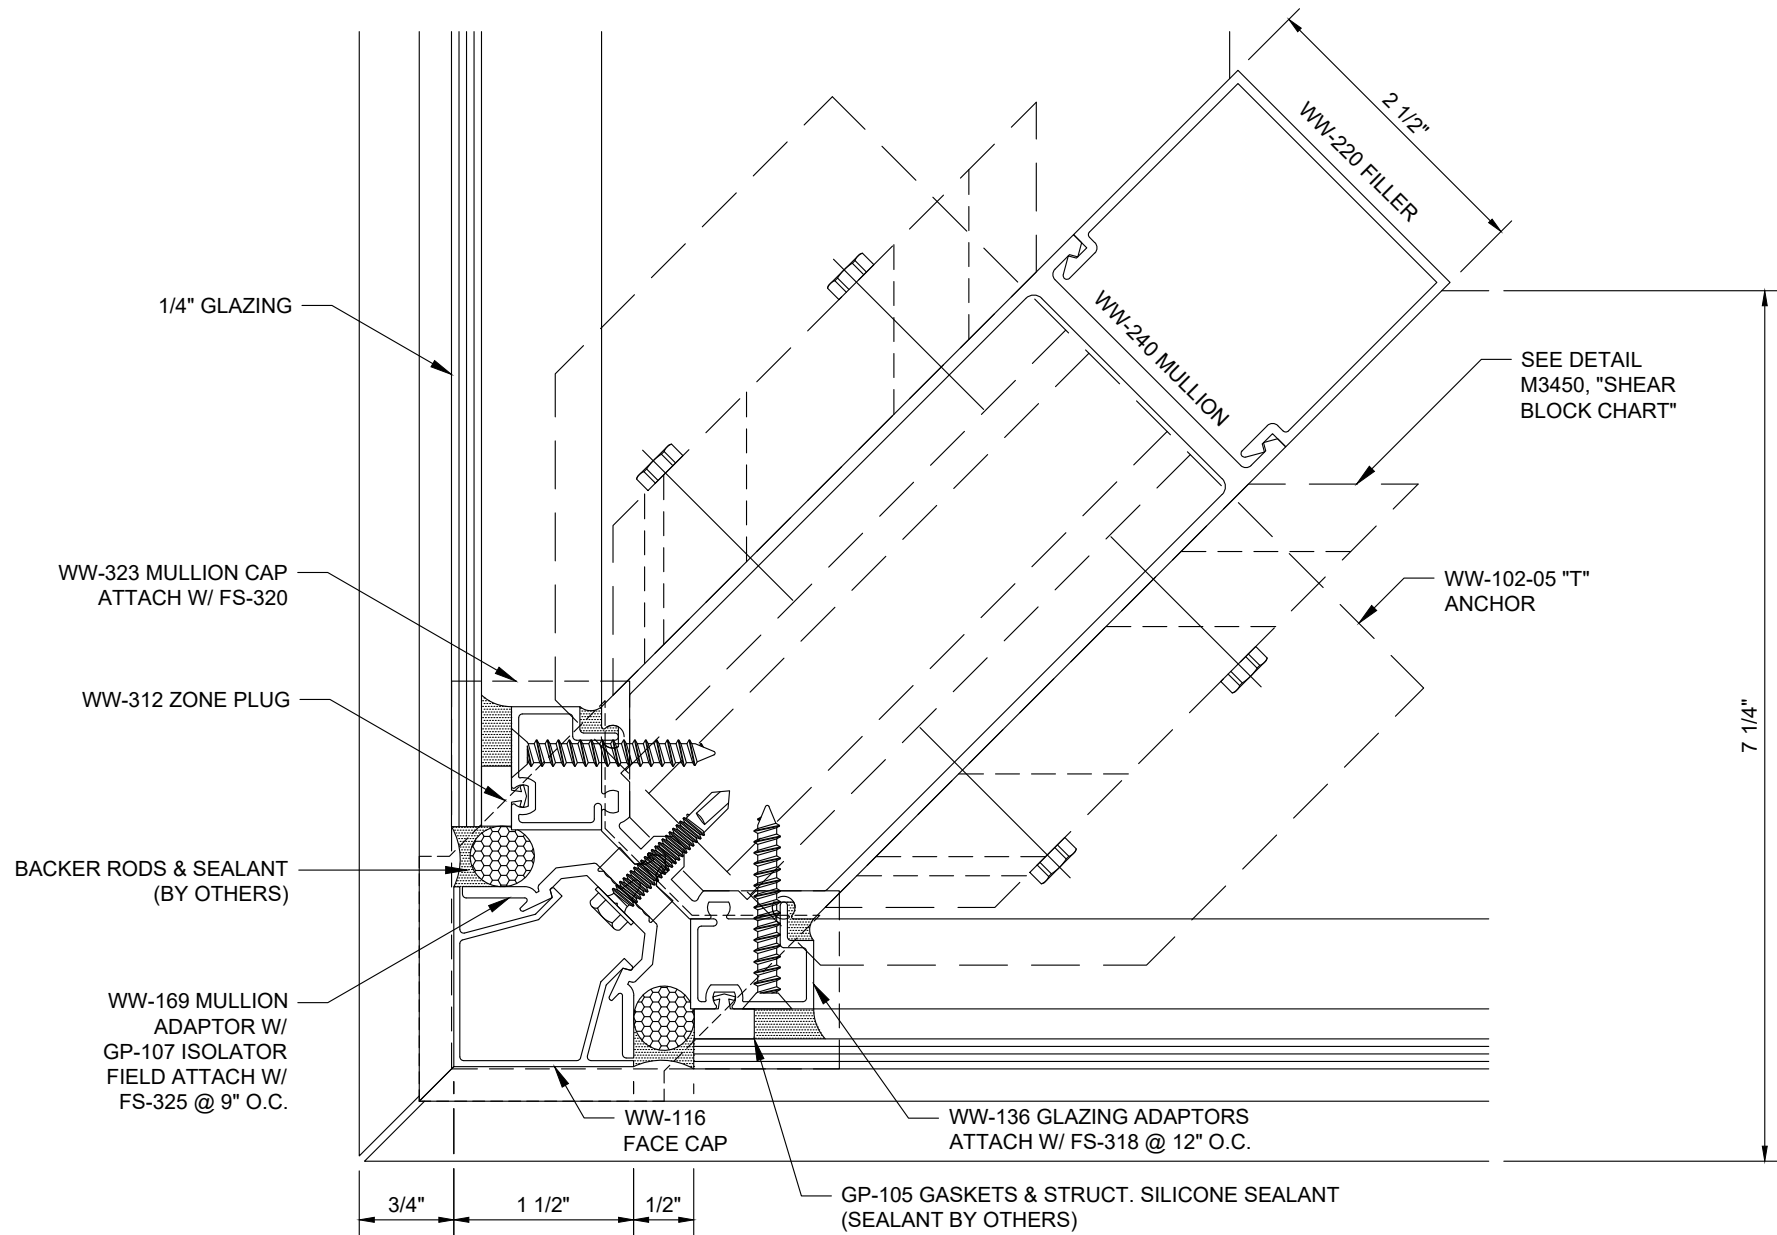 2 1/2"
WW-220 FILLER
WW-240 MULLION
1/4" GLAZING
SEE DETAIL
M3450, "SHEAR
BLOCK CHART"
WW-323 MULLION CAP
ATTACH W/ FS-320
WW-102-05 "T"
ANCHOR
WW-312 ZONE PLUG
7 1/4"
BACKER RODS & SEALANT
(BY OTHERS)
WW-169 MULLION
ADAPTOR W/
GP-107 ISOLATOR
FIELD ATTACH W/
FS-325 @ 9" O.C.
WW-116
FACE CAP
WW-136 GLAZING ADAPTORS
ATTACH W/ FS-318 @ 12" O.C.
GP-105 GASKETS & STRUCT. SILICONE SEALANT
(SEALANT BY OTHERS)
3/4"
1 1/2"
1/2"